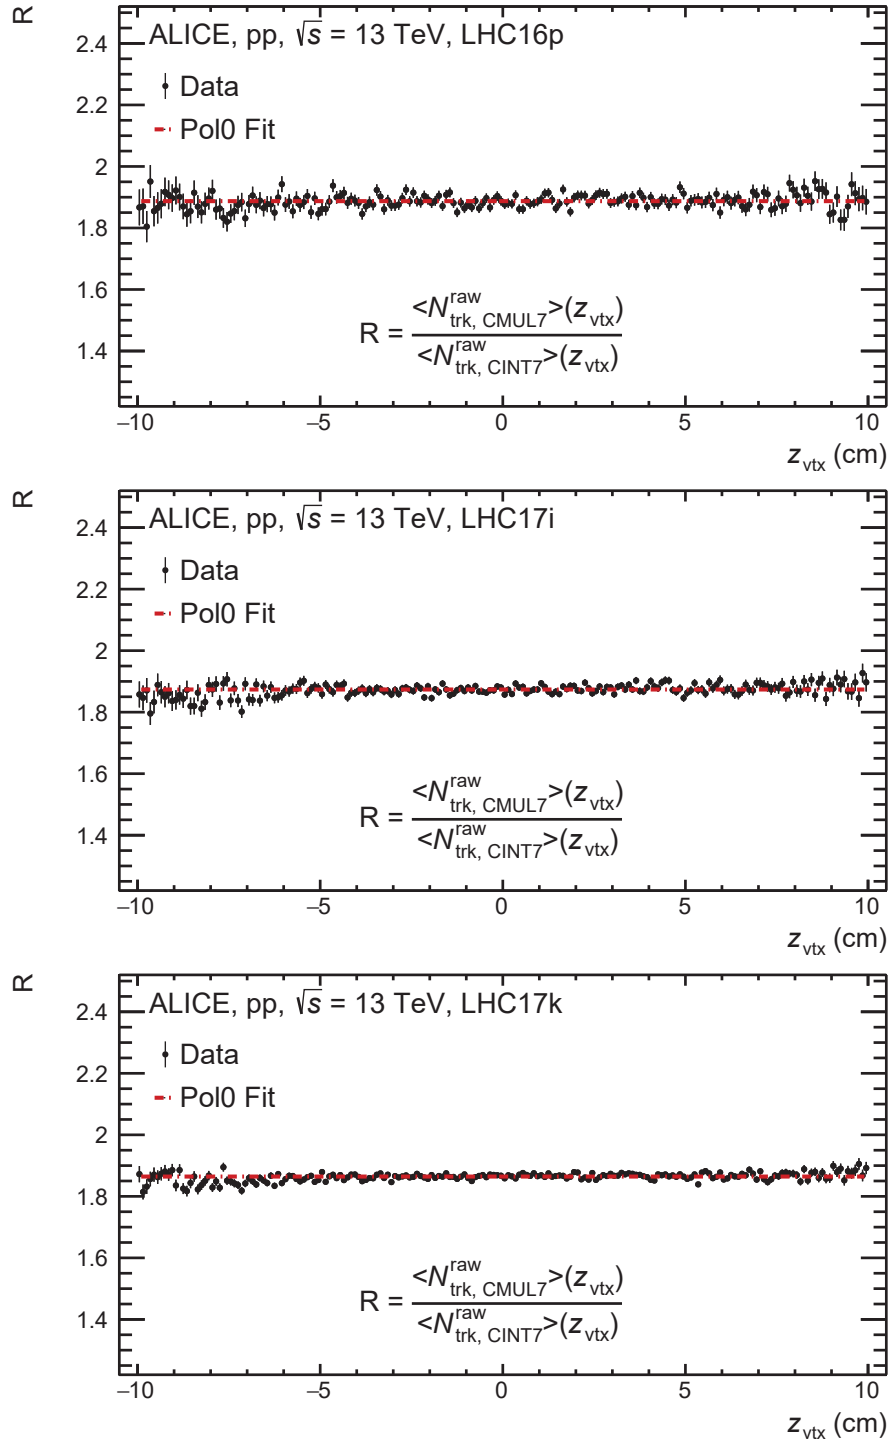 R
ALICE, pp, √s = 13 TeV, LHC16p
Data
Pol0 Fit
2.4
2.2
2
1.8
1.6
1.4
R = <N^raw_trk, CMUL7>(z_vtx) / <N^raw_trk, CINT7>(z_vtx)
−10 −5 0 5 10
z_vtx (cm)
R
ALICE, pp, √s = 13 TeV, LHC17i
Data
Pol0 Fit
2.4
2.2
2
1.8
1.6
1.4
R = <N^raw_trk, CMUL7>(z_vtx) / <N^raw_trk, CINT7>(z_vtx)
−10 −5 0 5 10
z_vtx (cm)
R
ALICE, pp, √s = 13 TeV, LHC17k
Data
Pol0 Fit
2.4
2.2
2
1.8
1.6
1.4
R = <N^raw_trk, CMUL7>(z_vtx) / <N^raw_trk, CINT7>(z_vtx)
−10 −5 0 5 10
z_vtx (cm)